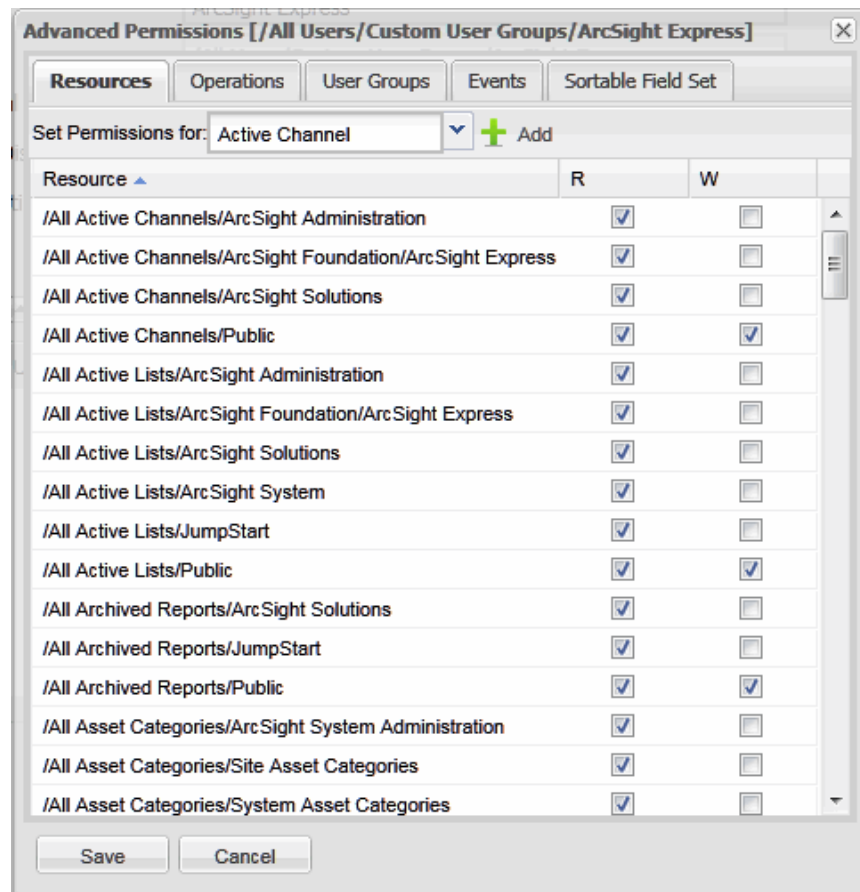 ArcSight Express
Advanced Permissions [/All Users/Custom User Groups/ArcSight Express]
Resources Operations User Groups Events Sortable Field Set
Set Permissions for: Active Channel Add
Resource R W
/All Active Channels/ArcSight Administration
/All Active Channels/ArcSight Foundation/ArcSight Express
/All Active Channels/ArcSight Solutions
/All Active Channels/Public
/All Active Lists/ArcSight Administration
/All Active Lists/ArcSight Foundation/ArcSight Express
/All Active Lists/ArcSight Solutions
/All Active Lists/ArcSight System
/All Active Lists/JumpStart
/All Active Lists/Public
/All Archived Reports/ArcSight Solutions
/All Archived Reports/JumpStart
/All Archived Reports/Public
/All Asset Categories/ArcSight System Administration
/All Asset Categories/Site Asset Categories
/All Asset Categories/System Asset Categories
Save Cancel